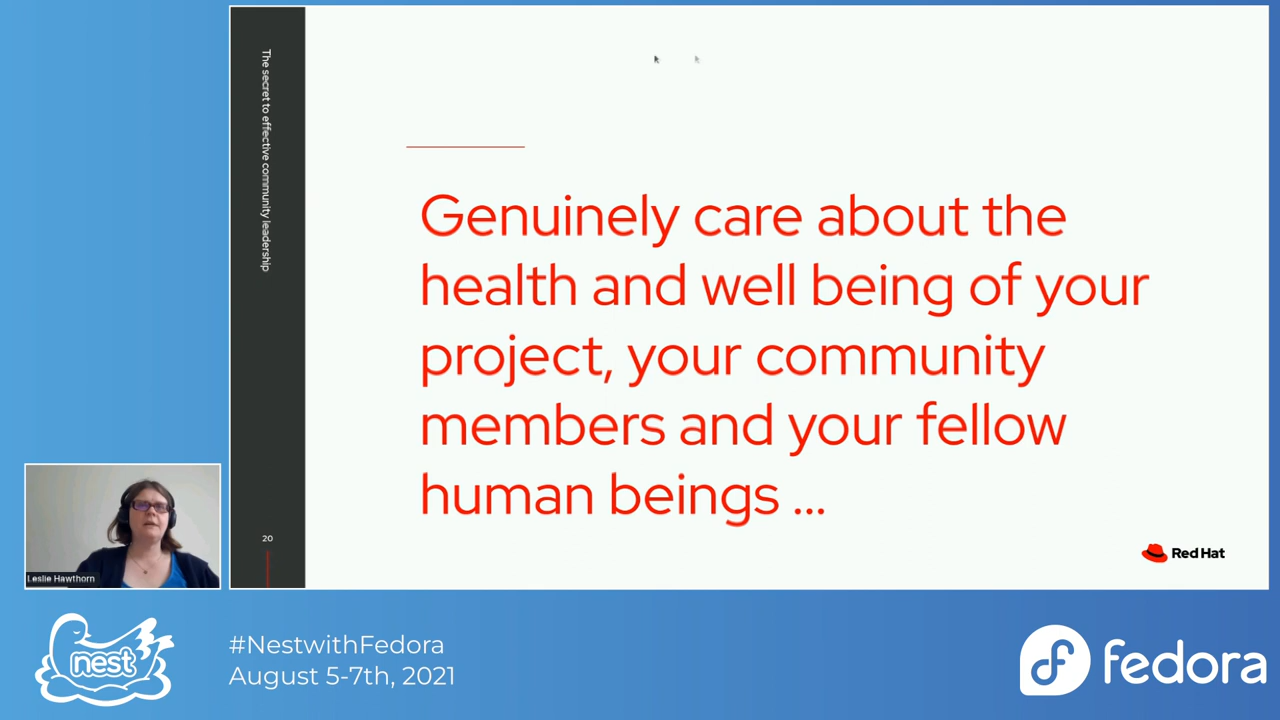 The secret to effective community leadership
Genuinely care about the
health and well being of your
project, your community
members and your fellow
human beings ...
20
Red Hat
Leslie Hawthorn
nest
#NestwithFedora
August 5-7th, 2021
fedora